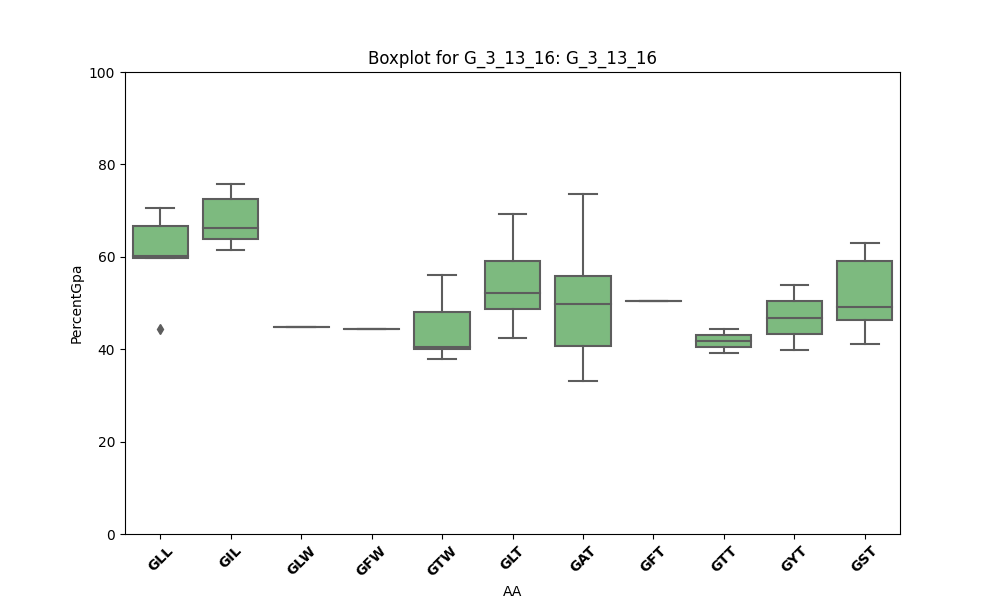 Boxplot for G_3_13_16: G_3_13_16
100
80
60
40
20
0
PercentGpa
GLL GIL GLW GFW GTW GLT GAT GFT GTT GYT GST
AA